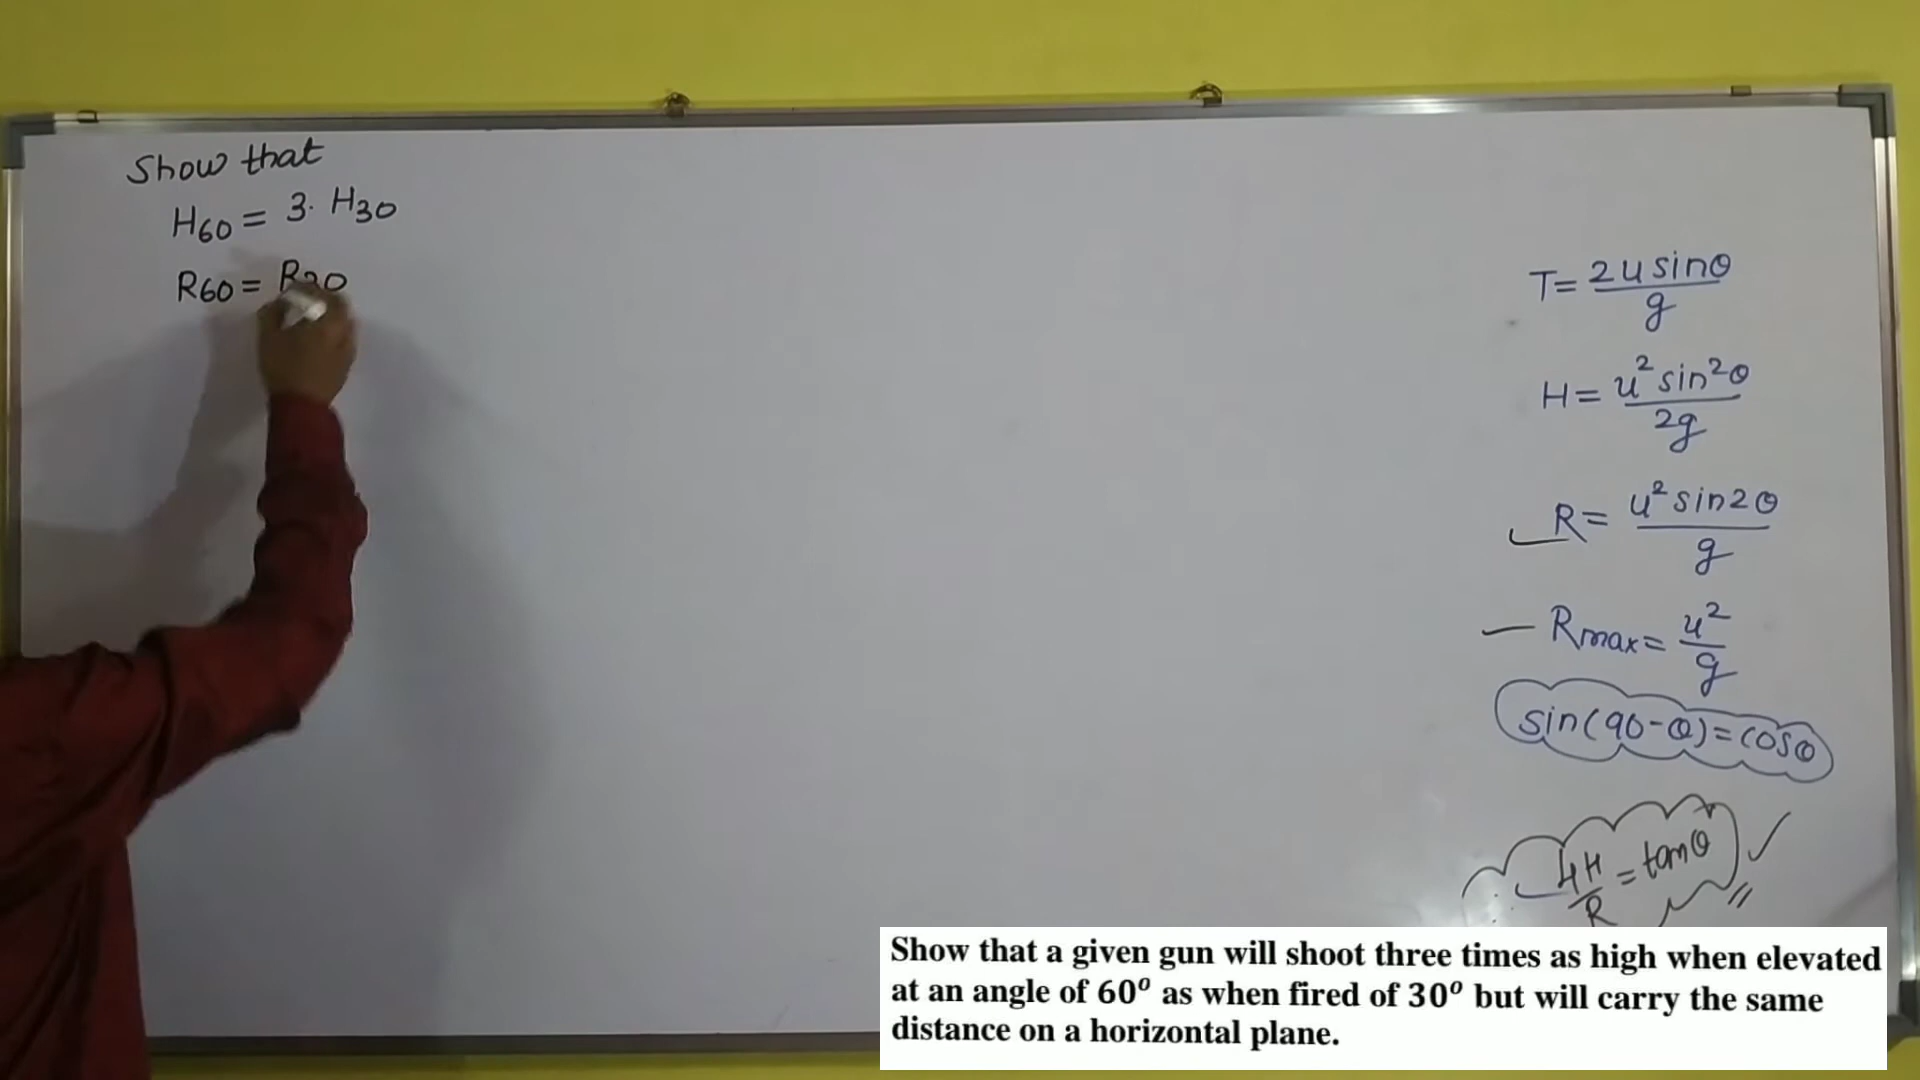 Show that
H60 = 3. H30
R60 = R30
T = 2u sinθ / g
H = u² sin²θ / 2g
R = u² sin2θ / g
Rmax = u² / g
sin(90-θ) = cosθ
4H / R = tanθ
Show that a given gun will shoot three times as high when elevated
at an angle of 60° as when fired of 30° but will carry the same
distance on a horizontal plane.